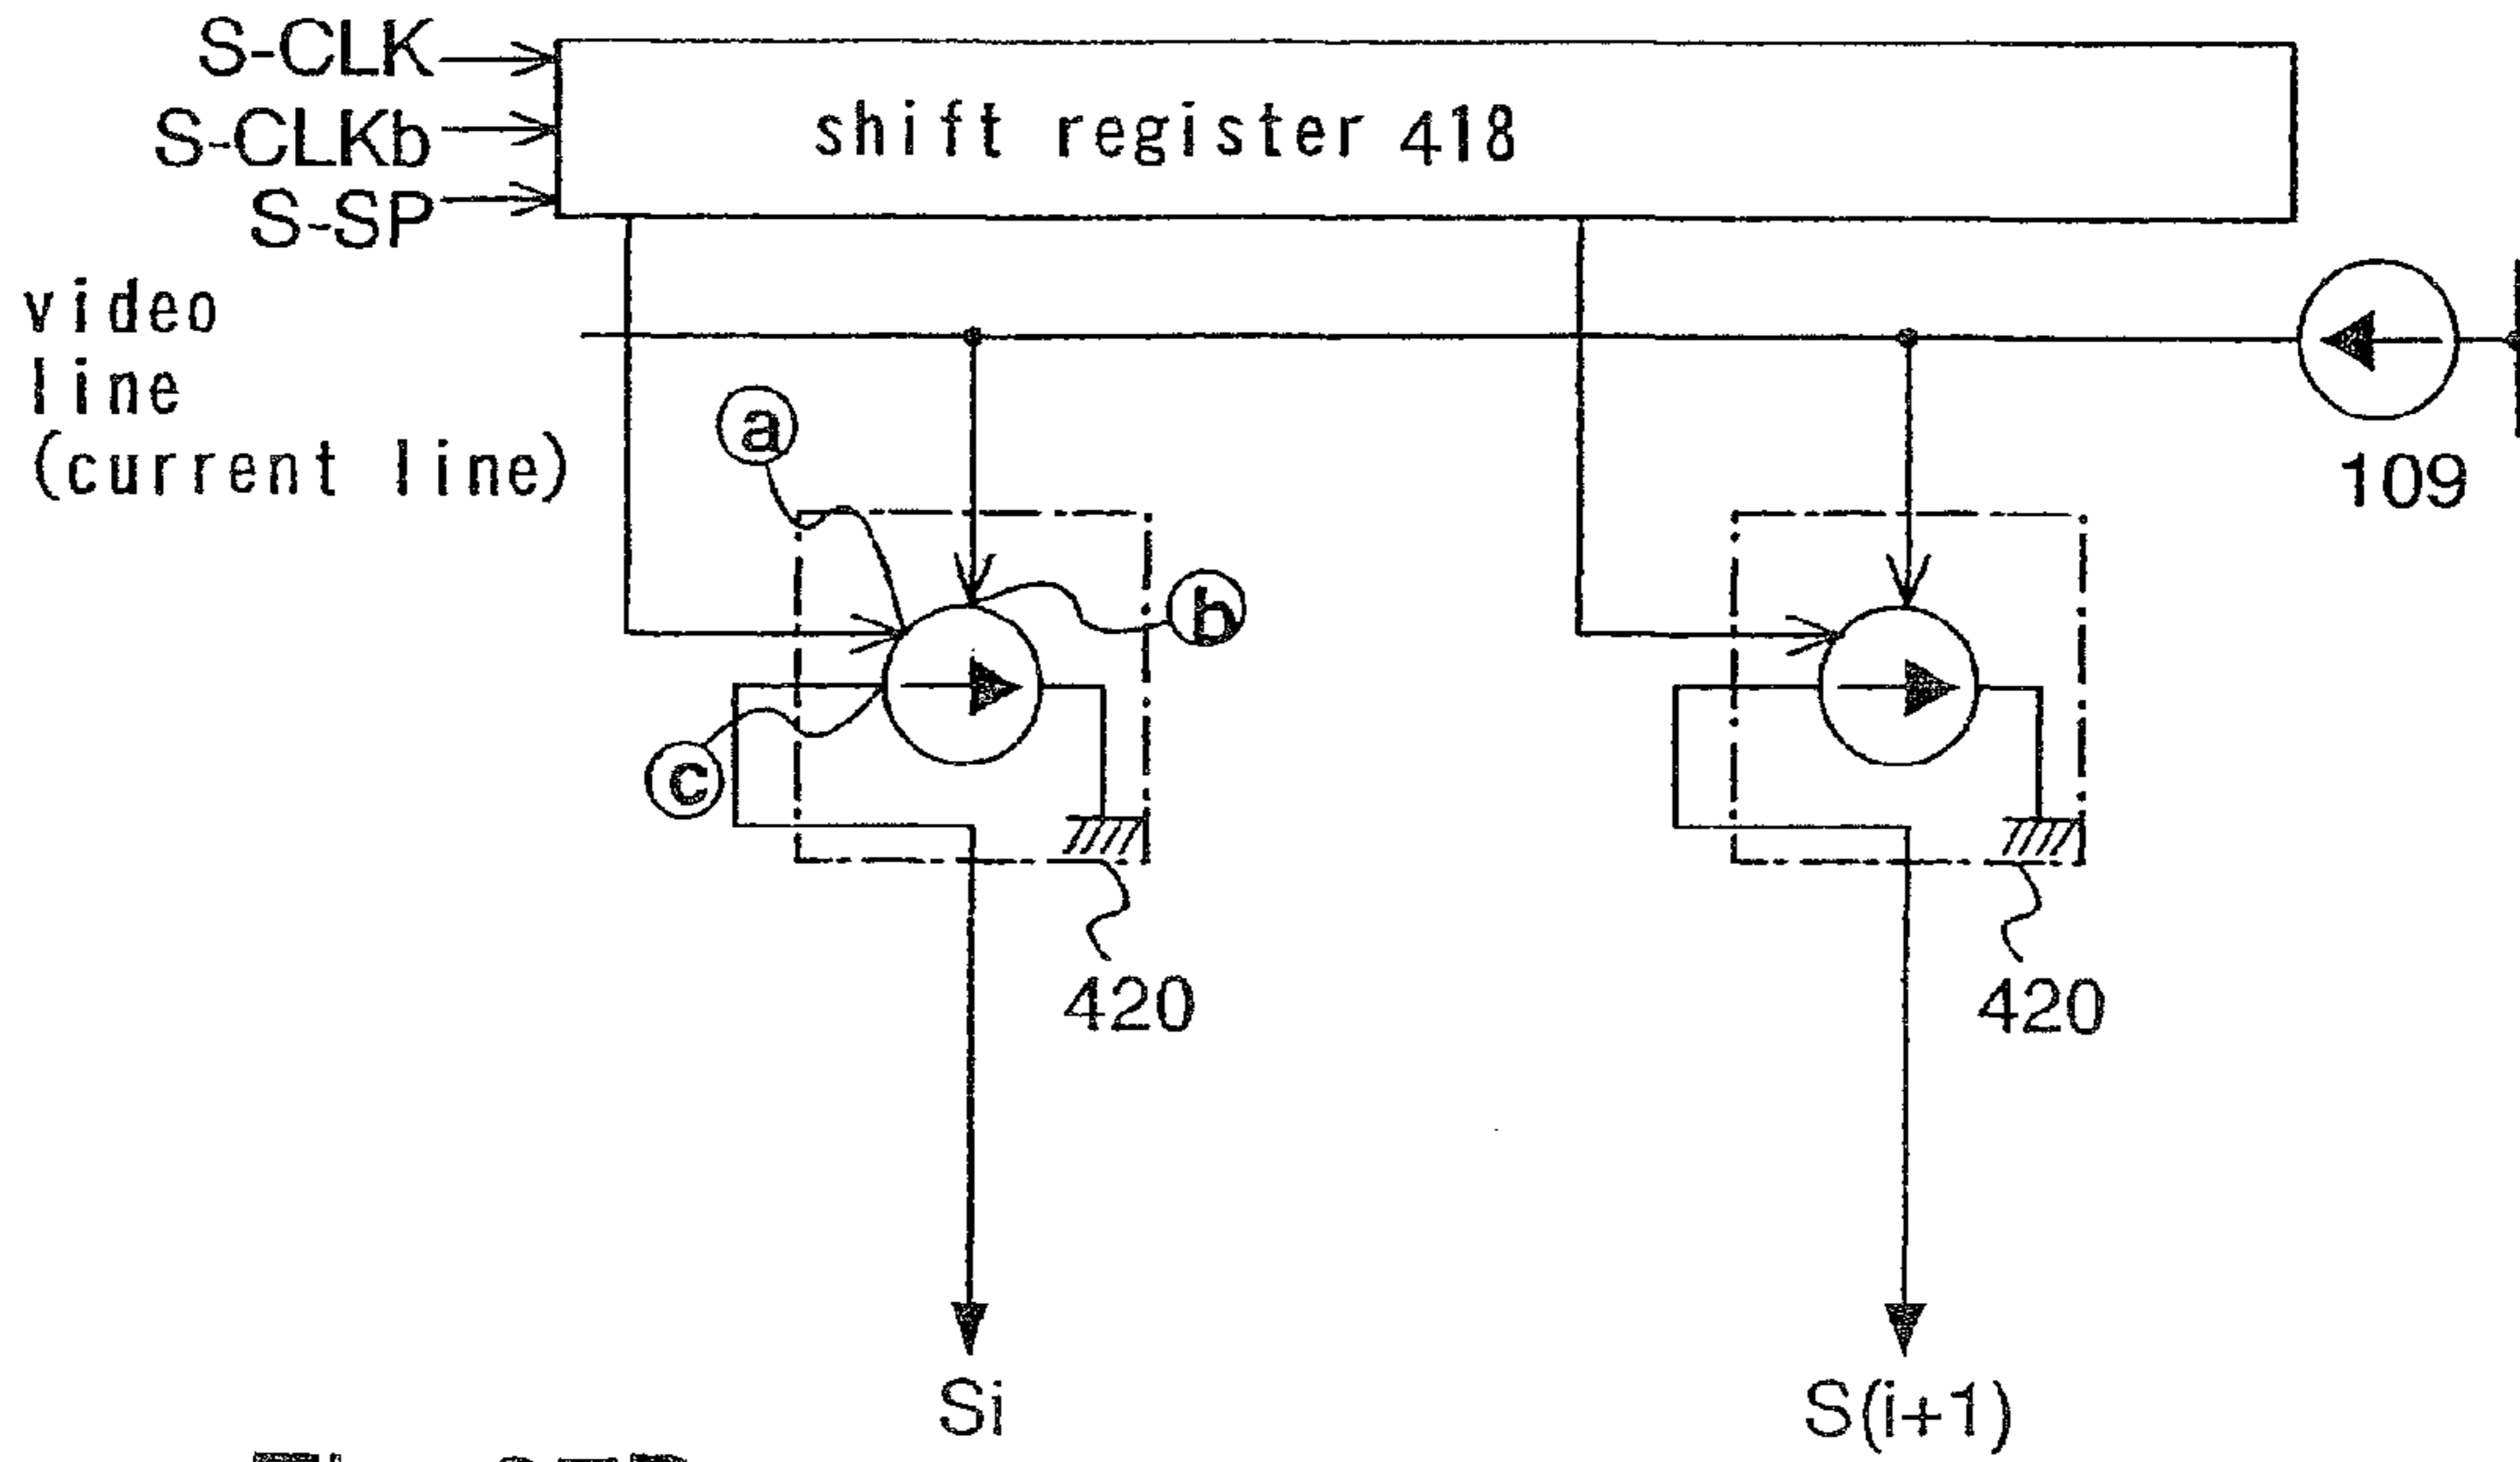 S-CLK
S-CLKb
S-SP
shift register 418
video
line
(current line)
109
a
b
c
420
420
Si
S(i+1)